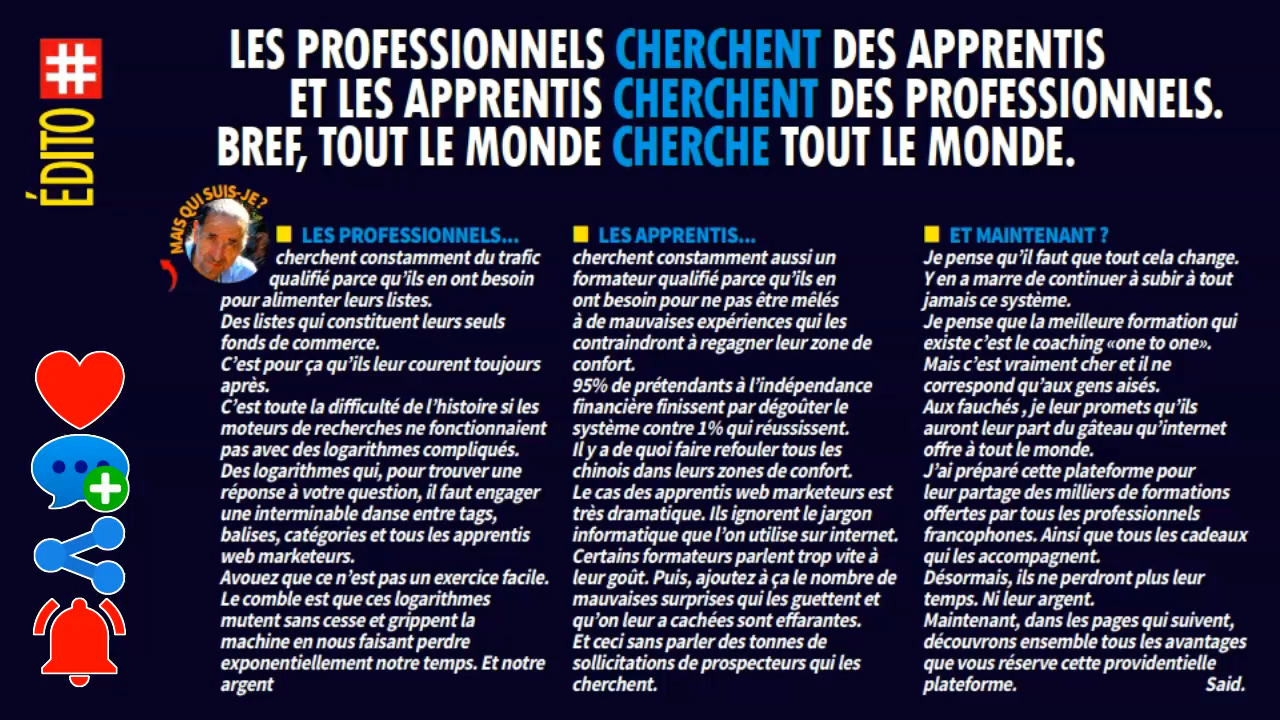 #
ÉDITO
LES PROFESSIONNELS CHERCHENT DES APPRENTIS
ET LES APPRENTIS CHERCHENT DES PROFESSIONNELS.
BREF, TOUT LE MONDE CHERCHE TOUT LE MONDE.
MAIS QUI SUIS-JE ?
LES PROFESSIONNELS...
cherchent constamment du trafic
qualifié parce qu'ils en ont besoin
pour alimenter leurs listes.
Des listes qui constituent leurs seuls
fonds de commerce.
C'est pour ça qu'ils leur courent toujours
après.
C'est toute la difficulté de l'histoire si les
moteurs de recherches ne fonctionnaient
pas avec des logarithmes compliqués.
Des logarithmes qui, pour trouver une
réponse à votre question, il faut engager
une interminable danse entre tags,
balises, catégories et tous les apprentis
web marketeurs.
Avouez que ce n'est pas un exercice facile.
Le comble est que ces logarithmes
mutent sans cesse et grippent la
machine en nous faisant perdre
exponentiellement notre temps. Et notre
argent
LES APPRENTIS...
cherchent constamment aussi un
formateur qualifié parce qu'ils en
ont besoin pour ne pas être mêlés
à de mauvaises expériences qui les
contraindront à regagner leur zone de
confort.
95% de prétendants à l'indépendance
financière finissent par dégoûter le
système contre 1% qui réussissent.
Il y a de quoi faire refouler tous les
chinois dans leurs zones de confort.
Le cas des apprentis web marketeurs est
très dramatique. Ils ignorent le jargon
informatique que l'on utilise sur internet.
Certains formateurs parlent trop vite à
leur goût. Puis, ajoutez à ça le nombre de
mauvaises surprises qui les guettent et
qu'on leur a cachées sont effarantes.
Et ceci sans parler des tonnes de
sollicitations de prospecteurs qui les
cherchent.
ET MAINTENANT ?
Je pense qu'il faut que tout cela change.
Y en a marre de continuer à subir à tout
jamais ce système.
Je pense que la meilleure formation qui
existe c'est le coaching «one to one».
Mais c'est vraiment cher et il ne
correspond qu'aux gens aisés.
Aux fauchés , je leur promets qu'ils
auront leur part du gâteau qu'internet
offre à tout le monde.
J'ai préparé cette plateforme pour
leur partage des milliers de formations
offertes par tous les professionnels
francophones. Ainsi que tous les cadeaux
qui les accompagnent.
Désormais, ils ne perdront plus leur
temps. Ni leur argent.
Maintenant, dans les pages qui suivent,
découvrons ensemble tous les avantages
que vous réserve cette providentielle
plateforme. Said.